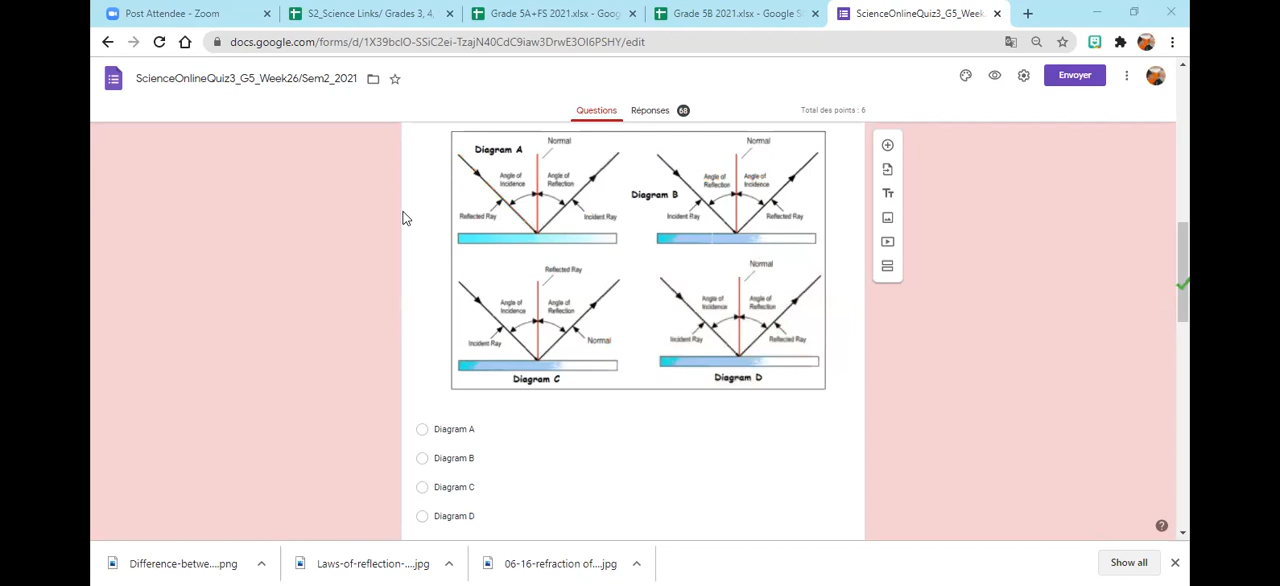 Post Attendee - Zoom
S2_Science Links/ Grades 3, 4,
Grade 5A+FS 2021.xlsx - Goog
Grade 5B 2021.xlsx - Google S
ScienceOnlineQuiz3_G5_Week
docs.google.com/forms/d/1X39bclO-SSiC2ei-TzajN40CdC9iaw3DrwE3OI6PSHY/edit
ScienceOnlineQuiz3_G5_Week26/Sem2_2021
Envoyer
Questions
Réponses 68
Total des points : 6
Diagram A
Normal
Angle of
Incidence
Angle of
Reflection
Reflected Ray
Incident Ray
Diagram B
Normal
Angle of
Reflection
Angle of
Incidence
Incident Ray
Reflected Ray
Reflected Ray
Angle of
Incidence
Angle of
Reflection
Incident Ray
Normal
Diagram C
Normal
Angle of
Incidence
Angle of
Reflection
Incident Ray
Reflected Ray
Diagram D
Diagram A
Diagram B
Diagram C
Diagram D
Difference-betwe....png
Laws-of-reflection-....jpg
06-16-refraction of....jpg
Show all